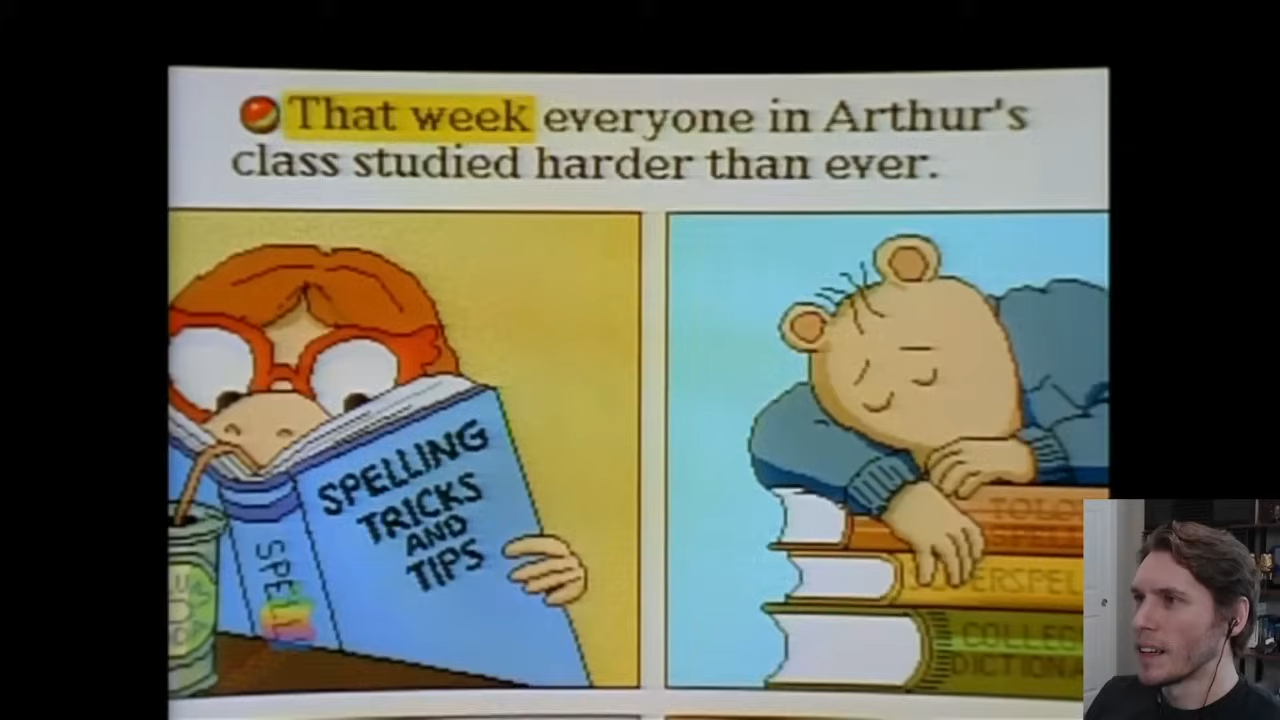 That week everyone in Arthur's
class studied harder than ever.
SPELLING
TRICKS
AND
TIPS